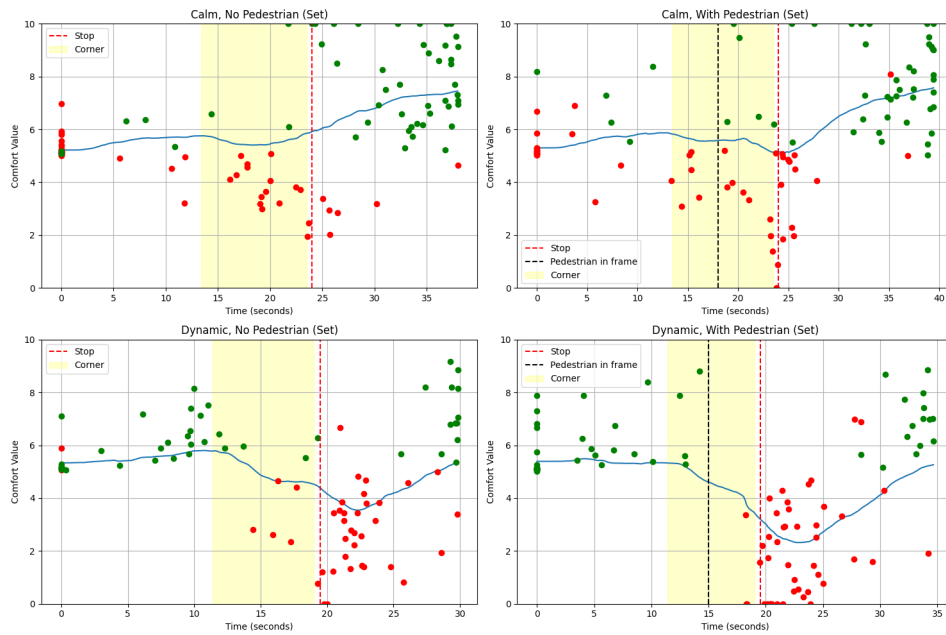 Calm, No Pedestrian (Set)
Comfort Value
10
8
6
4
2
0
Stop
Corner
0 5 10 15 20 25 30 35
Time (seconds)
Calm, With Pedestrian (Set)
Comfort Value
10
8
6
4
2
0
Stop
Pedestrian in frame
Corner
0 5 10 15 20 25 30 35 40
Time (seconds)
Dynamic, No Pedestrian (Set)
Comfort Value
10
8
6
4
2
0
Stop
Corner
0 5 10 15 20 25 30
Time (seconds)
Dynamic, With Pedestrian (Set)
Comfort Value
10
8
6
4
2
0
Stop
Pedestrian in frame
Corner
0 5 10 15 20 25 30 35
Time (seconds)